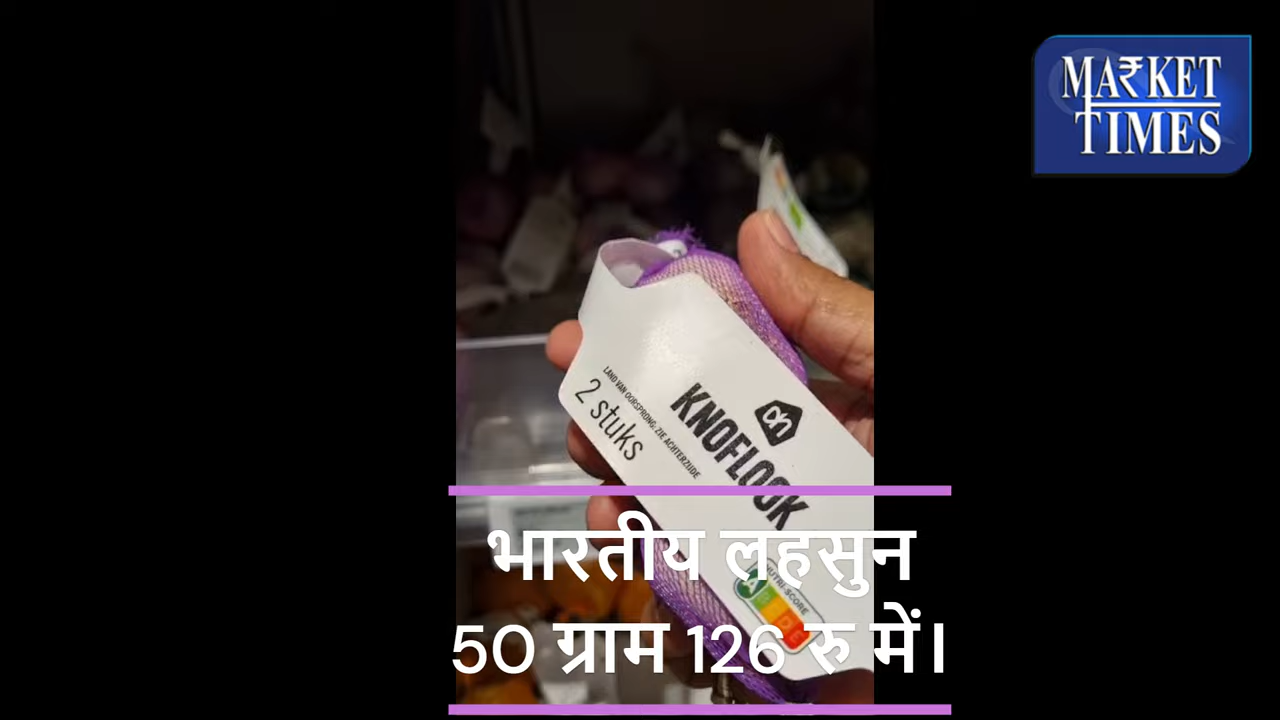 MA₹KET
TIMES
KNOFLOOK
LAND VAN OORSPRONG: ZIE ACHTERZIJDE
2 stuks
NUTRI-SCORE
भारतीय लहसुन
50 ग्राम 126 रु में।